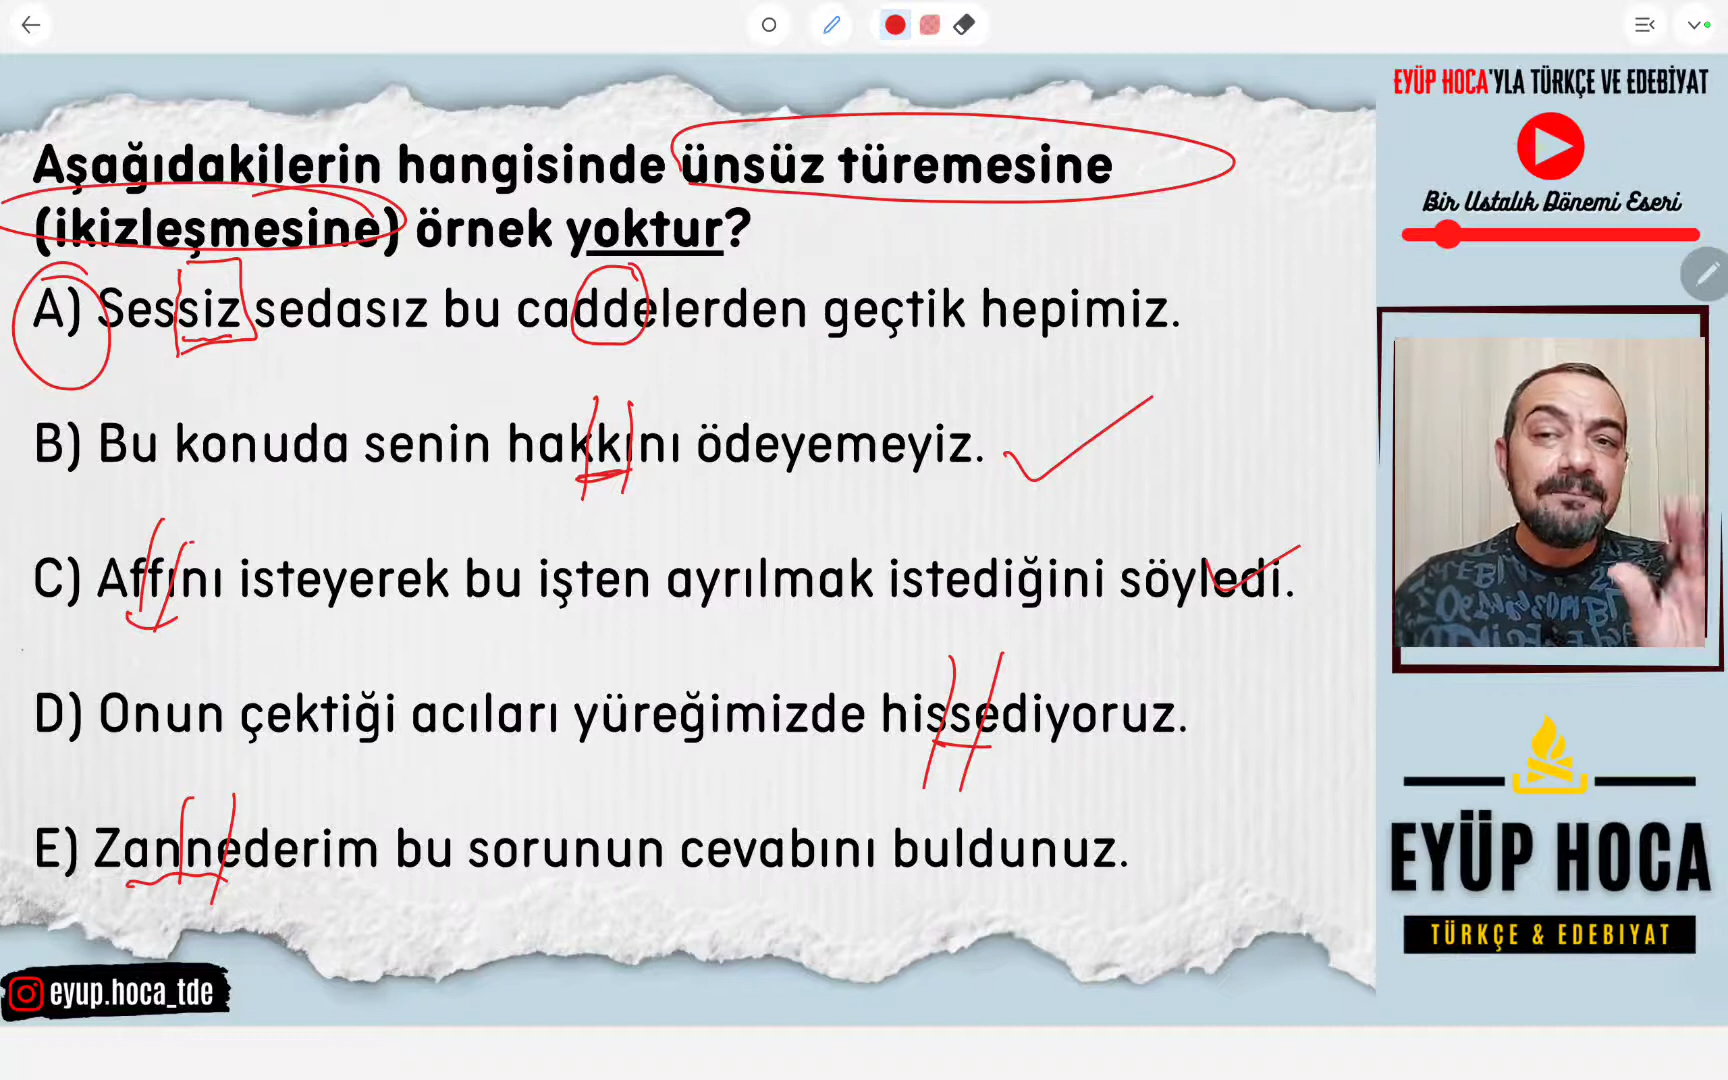 Aşağıdakilerin hangisinde ünsüz türemesine
(ikizleşmesine) örnek yoktur?
A) Sessiz sedasız bu caddelerden geçtik hepimiz.
B) Bu konuda senin hakkını ödeyemeyiz.
C) Affını isteyerek bu işten ayrılmak istediğini söyledi.
D) Onun çektiği acıları yüreğimizde hissediyoruz.
E) Zannederim bu sorunun cevabını buldunuz.
eyup.hoca_tde
EYÜP HOCA'YLA TÜRKÇE VE EDEBİYAT
Bir Ustalık Dönemi Eseri
EYÜP HOCA
TÜRKÇE & EDEBIYAT